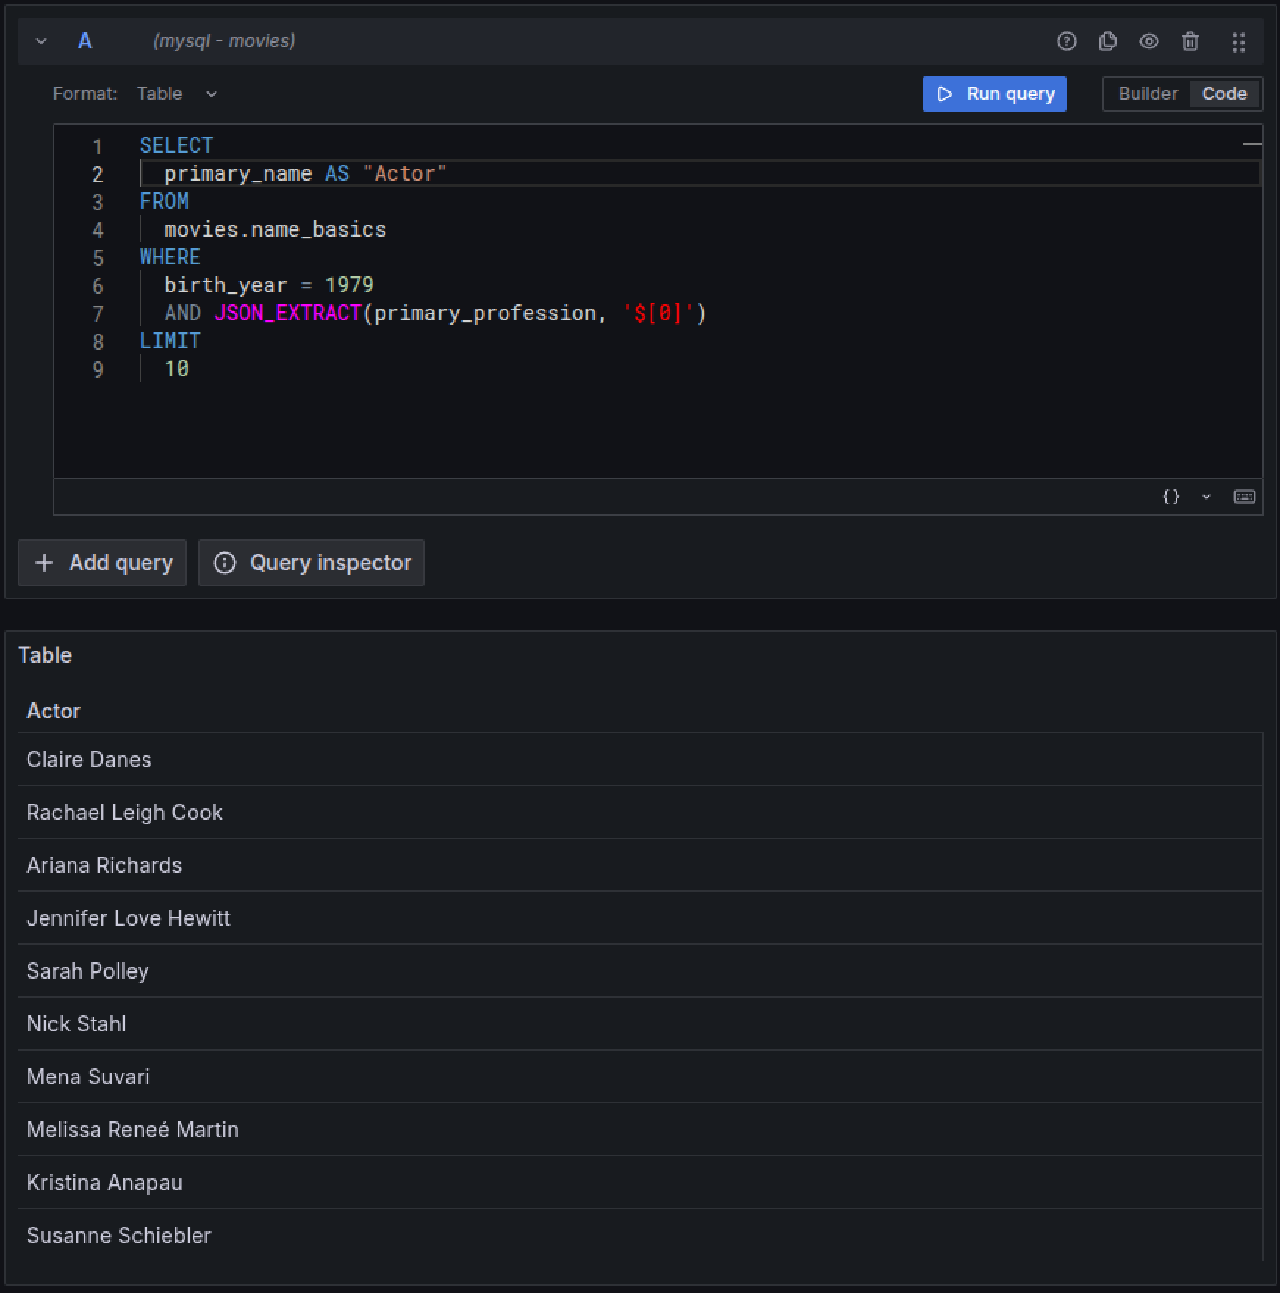 A (mysql - movies)
Format: Table Run query Builder Code
1 SELECT
2 primary_name AS "Actor"
3 FROM
4 movies.name_basics
5 WHERE
6 birth_year = 1979
7 AND JSON_EXTRACT(primary_profession, '$[0]')
8 LIMIT
9 10
{}
Add query Query inspector
Table
Actor
Claire Danes
Rachael Leigh Cook
Ariana Richards
Jennifer Love Hewitt
Sarah Polley
Nick Stahl
Mena Suvari
Melissa Reneé Martin
Kristina Anapau
Susanne Schiebler